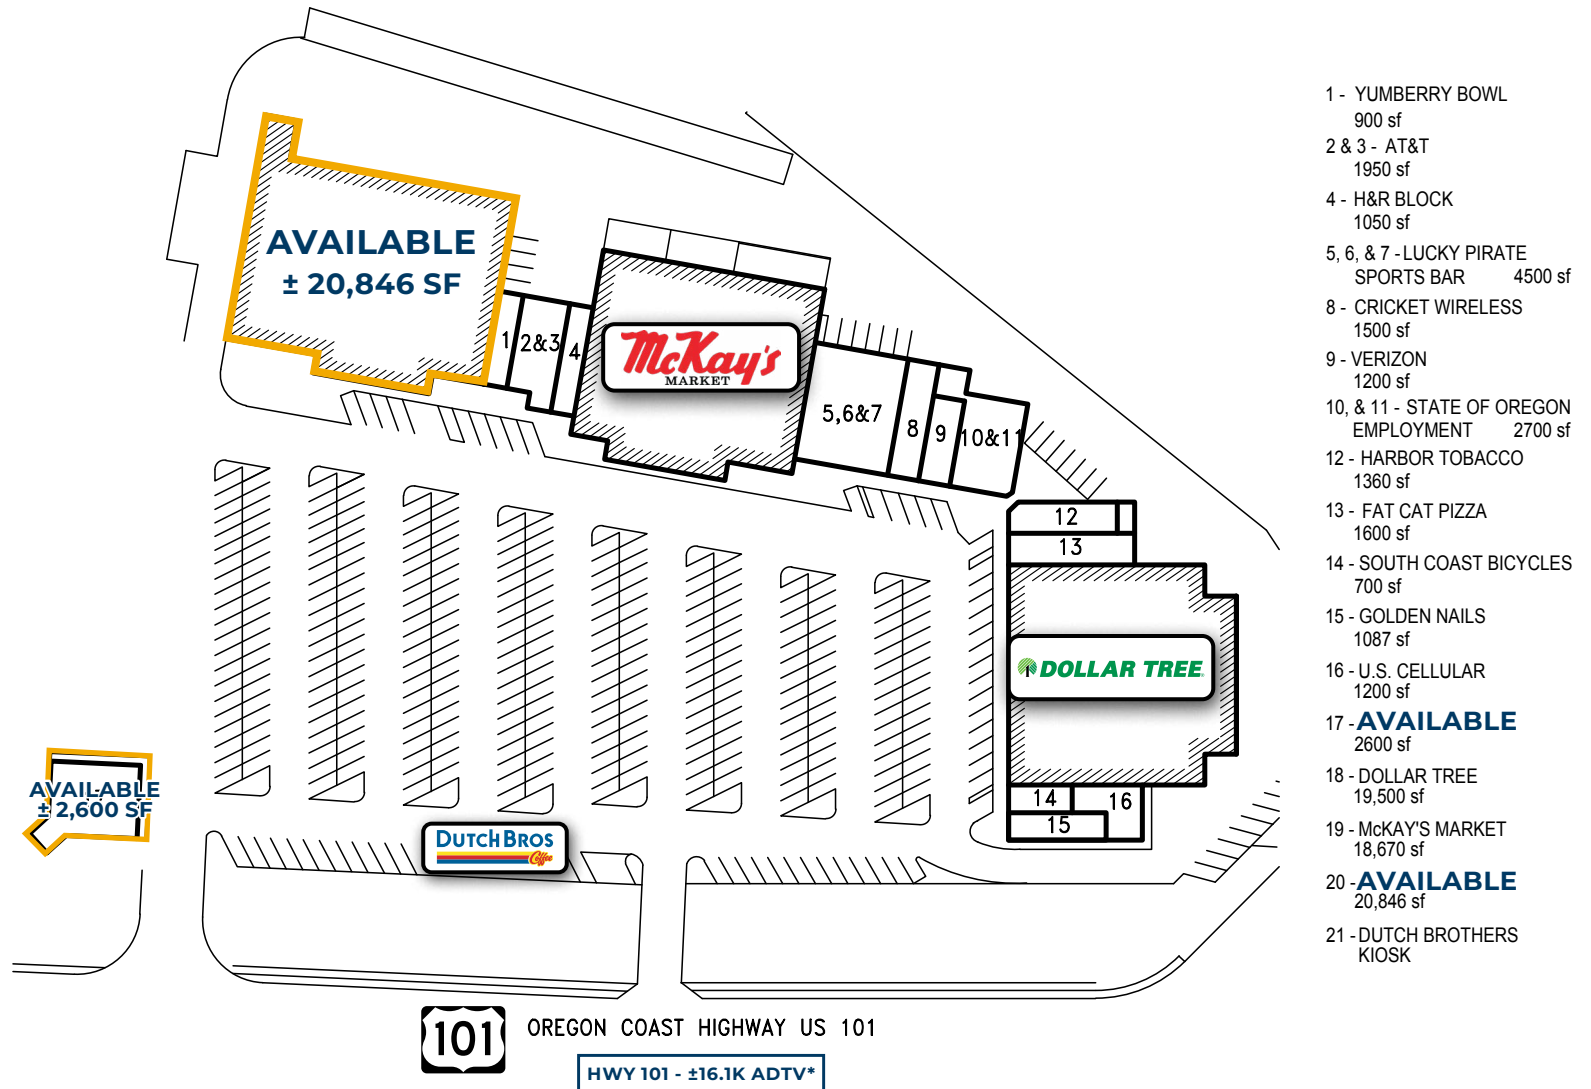 AVAILABLE
± 20,846 SF
1
2&3
4
McKay's
MARKET
5,6&7
8
9
10&11
12
13
DOLLAR TREE
14
16
15
AVAILABLE
± 2,600 SF
DUTCH BROS
Coffee
101
OREGON COAST HIGHWAY US 101
HWY 101 - ±16.1K ADTV*
1 - YUMBERRY BOWL
900 sf
2 & 3 - AT&T
1950 sf
4 - H&R BLOCK
1050 sf
5, 6, & 7 - LUCKY PIRATE
SPORTS BAR 4500 sf
8 - CRICKET WIRELESS
1500 sf
9 - VERIZON
1200 sf
10, & 11 - STATE OF OREGON
EMPLOYMENT 2700 sf
12 - HARBOR TOBACCO
1360 sf
13 - FAT CAT PIZZA
1600 sf
14 - SOUTH COAST BICYCLES
700 sf
15 - GOLDEN NAILS
1087 sf
16 - U.S. CELLULAR
1200 sf
17 - AVAILABLE
2600 sf
18 - DOLLAR TREE
19,500 sf
19 - McKAY'S MARKET
18,670 sf
20 - AVAILABLE
20,846 sf
21 - DUTCH BROTHERS
KIOSK